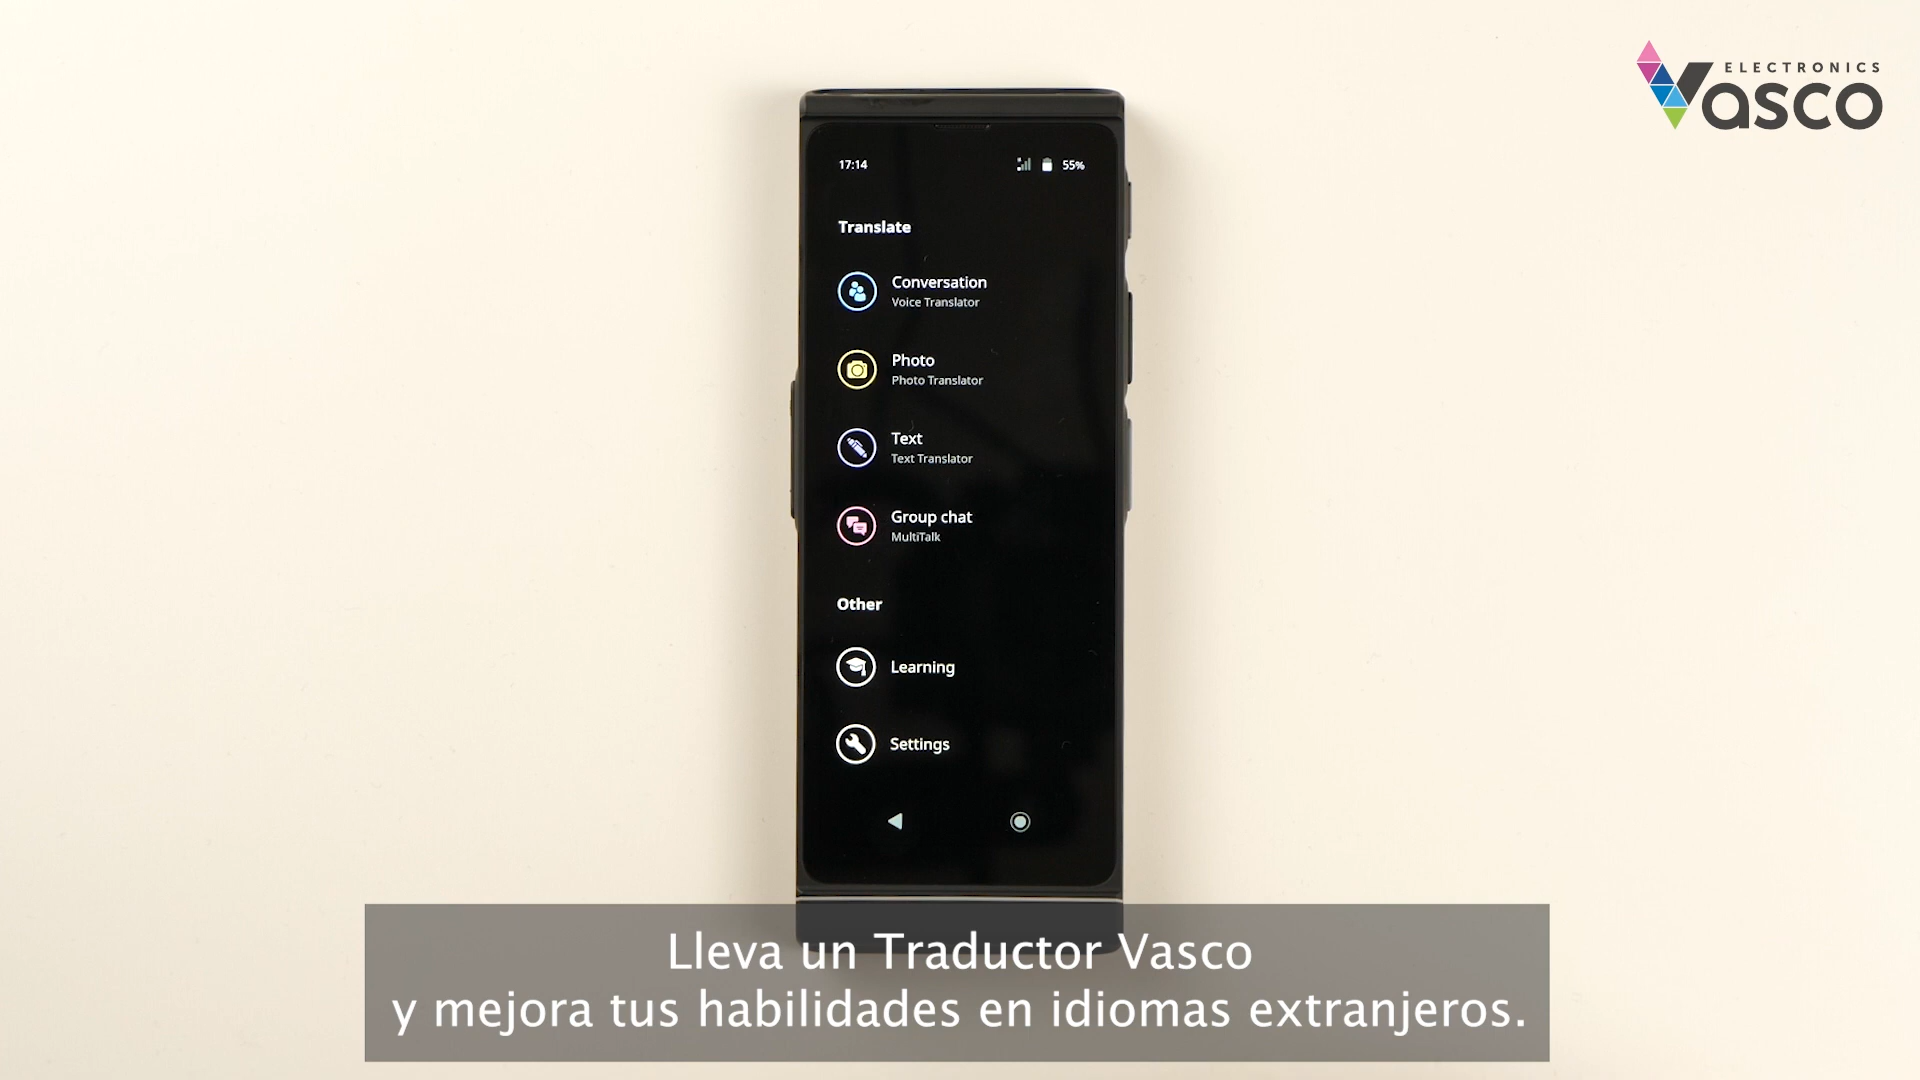 ELECTRONICS
Vasco
17:14
55%
Translate
Conversation
Voice Translator
Photo
Photo Translator
Text
Text Translator
Group chat
MultiTalk
Other
Learning
Settings
Lleva un Traductor Vasco
y mejora tus habilidades en idiomas extranjeros.